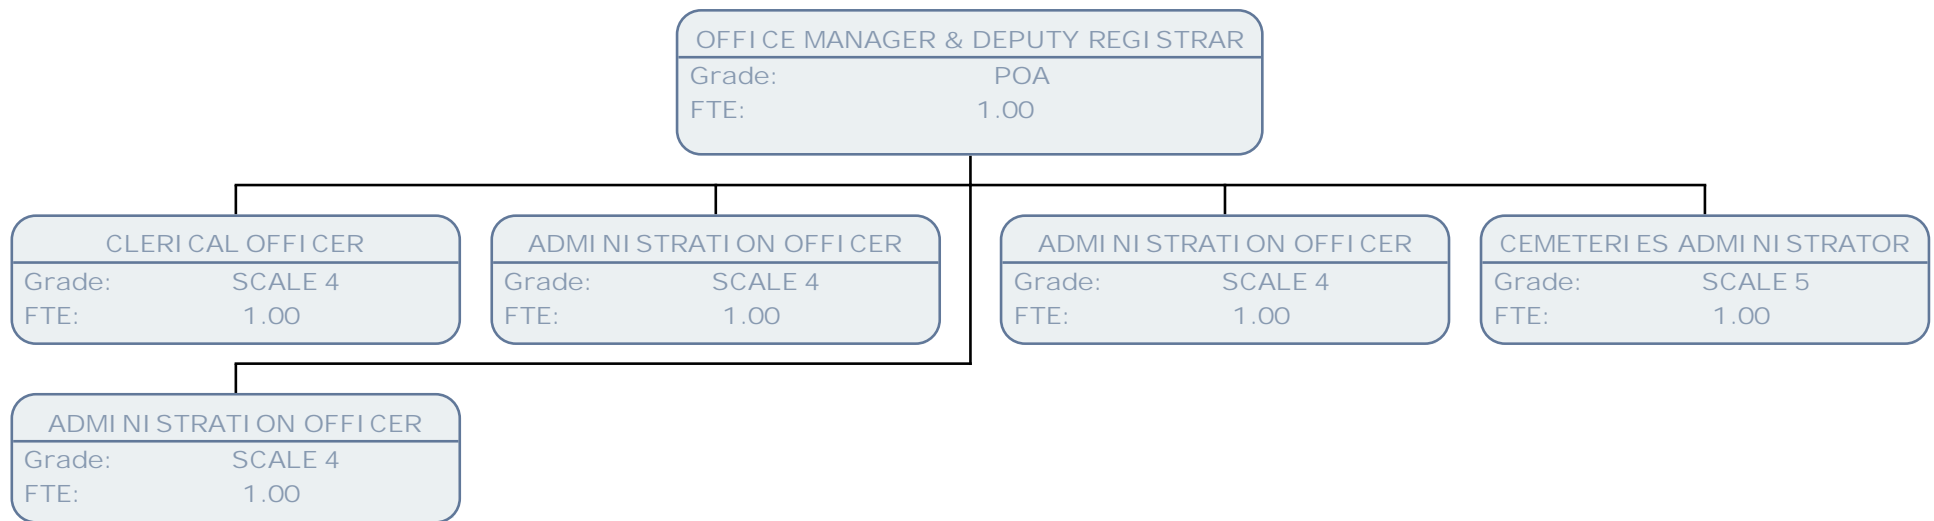 OFFICE MANAGER & DEPUTY REGISTRAR
Grade: POA
FTE: 1.00
CLERICAL OFFICER
Grade: SCALE 4
FTE: 1.00
ADMINISTRATION OFFICER
Grade: SCALE 4
FTE: 1.00
ADMINISTRATION OFFICER
Grade: SCALE 4
FTE: 1.00
CEMETERIES ADMINISTRATOR
Grade: SCALE 5
FTE: 1.00
ADMINISTRATION OFFICER
Grade: SCALE 4
FTE: 1.00